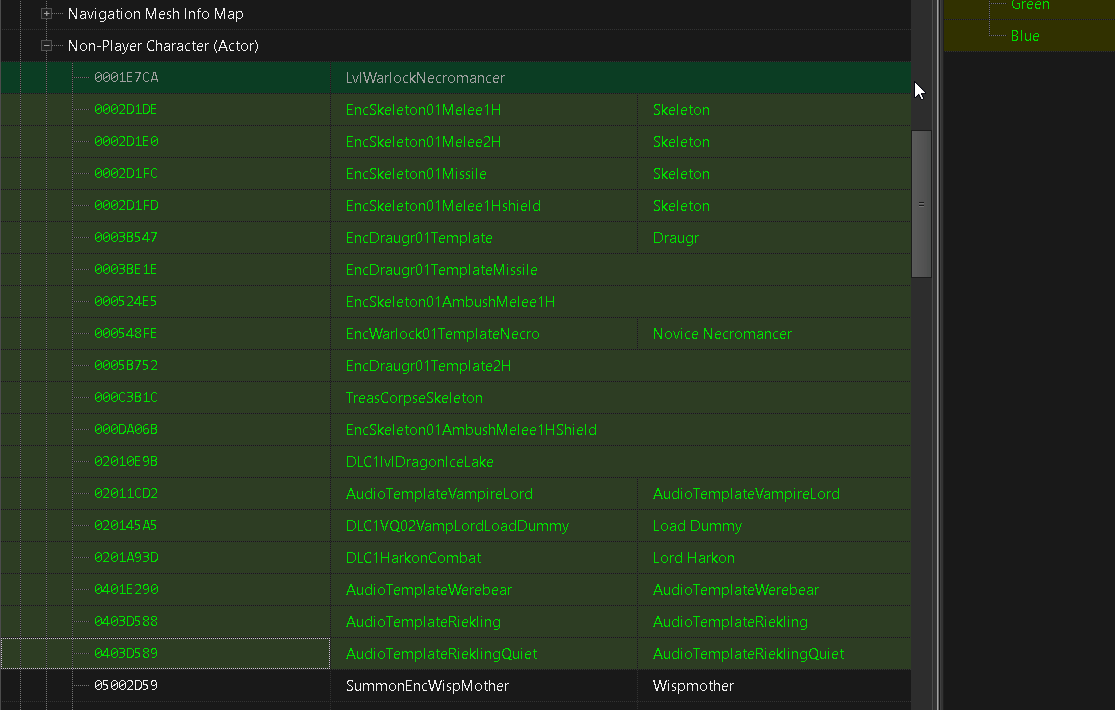 Navigation Mesh Info Map
Green
Non-Player Character (Actor)
Blue
0001E7CA LvlWarlockNecromancer
0002D1DE EncSkeleton01Melee1H Skeleton
0002D1E0 EncSkeleton01Melee2H Skeleton
0002D1FC EncSkeleton01Missile Skeleton
0002D1FD EncSkeleton01Melee1Hshield Skeleton
0003B547 EncDraugr01Template Draugr
0003BE1E EncDraugr01TemplateMissile
000524E5 EncSkeleton01AmbushMelee1H
000548FE EncWarlock01TemplateNecro Novice Necromancer
0005B752 EncDraugr01Template2H
000C3B1C TreasCorpseSkeleton
000DA06B EncSkeleton01AmbushMelee1HShield
02010E9B DLC1lvlDragonIceLake
02011CD2 AudioTemplateVampireLord AudioTemplateVampireLord
020145A5 DLC1VQ02VampLordLoadDummy Load Dummy
0201A93D DLC1HarkonCombat Lord Harkon
0401E290 AudioTemplateWerebear AudioTemplateWerebear
0403D588 AudioTemplateRiekling AudioTemplateRiekling
0403D589 AudioTemplateRieklingQuiet AudioTemplateRieklingQuiet
05002D59 SummonEncWispMother Wispmother